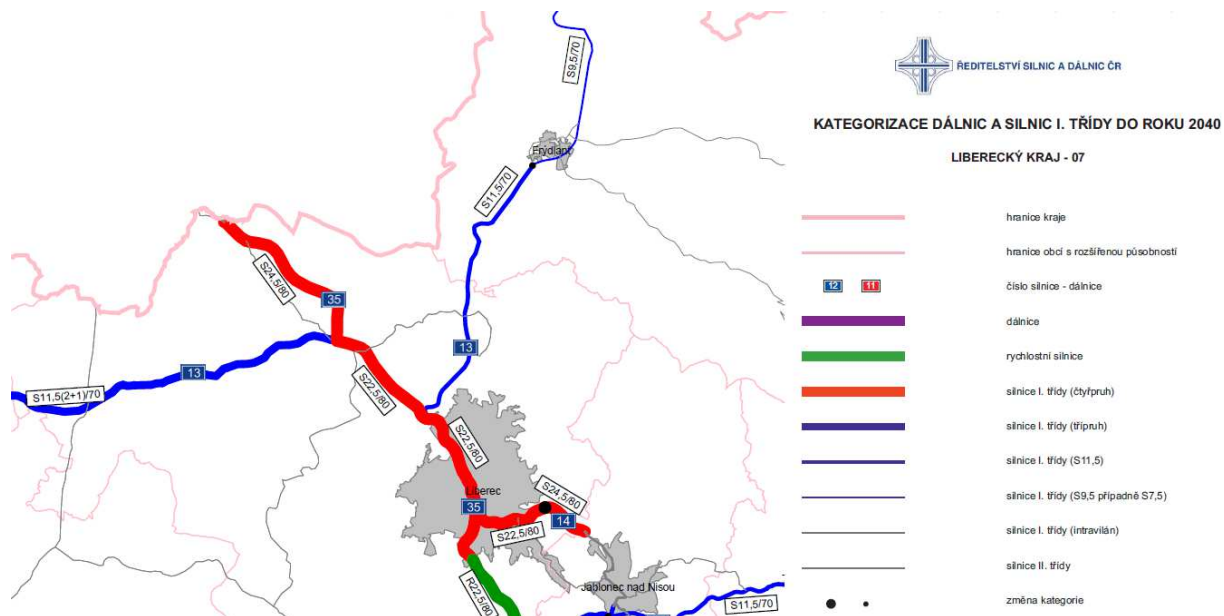 S9,5/70
Frýdlant
S11,5/70
S24,5/80
35
13
13
S11,5(2+1)/70
S22,5/80
S22,5/80
Liberec
S24,5/80
35
14
S22,5/80
R22,5/80
Jablonec nad Nisou
S11,5/70
ŘEDITELSTVÍ SILNIC A DÁLNIC ČR
KATEGORIZACE DÁLNIC A SILNIC I. TŘÍDY DO ROKU 2040
LIBERECKÝ KRAJ - 07
hranice kraje
hranice obcí s rozšířenou působností
12 11 číslo silnice - dálnice
dálnice
rychlostní silnice
silnice I. třídy (čtyřpruh)
silnice I. třídy (třípruh)
silnice I. třídy (S11,5)
silnice I. třídy (S9,5 případně S7,5)
silnice I. třídy (intravilán)
silnice II. třídy
změna kategorie